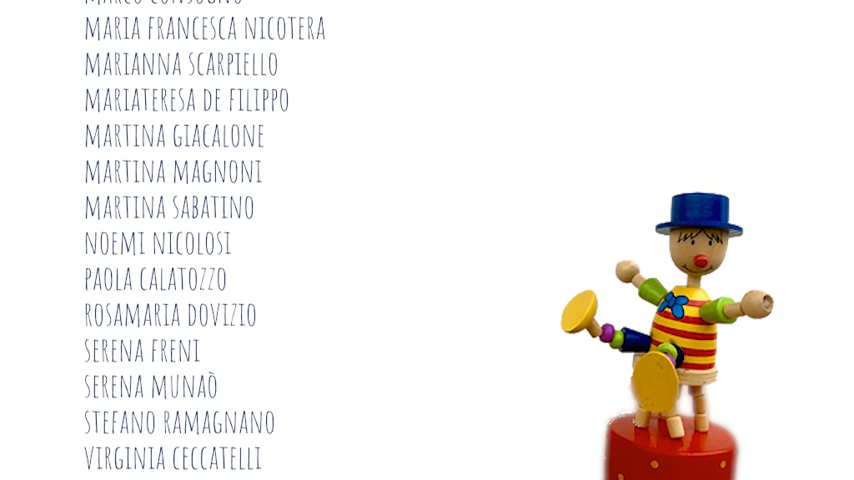 MARIA FRANCESCA NICOTERA
MARIANNA SCARPIELLO
MARIATERESA DE FILIPPO
MARTINA GIACALONE
MARTINA MAGNONI
MARTINA SABATINO
NOEMI NICOLOSI
PAOLA CALATOZZO
ROSAMARIA DOVIZIO
SERENA FRENI
SERENA MUNAÒ
STEFANO RAMAGNANO
VIRGINIA CECCATELLI